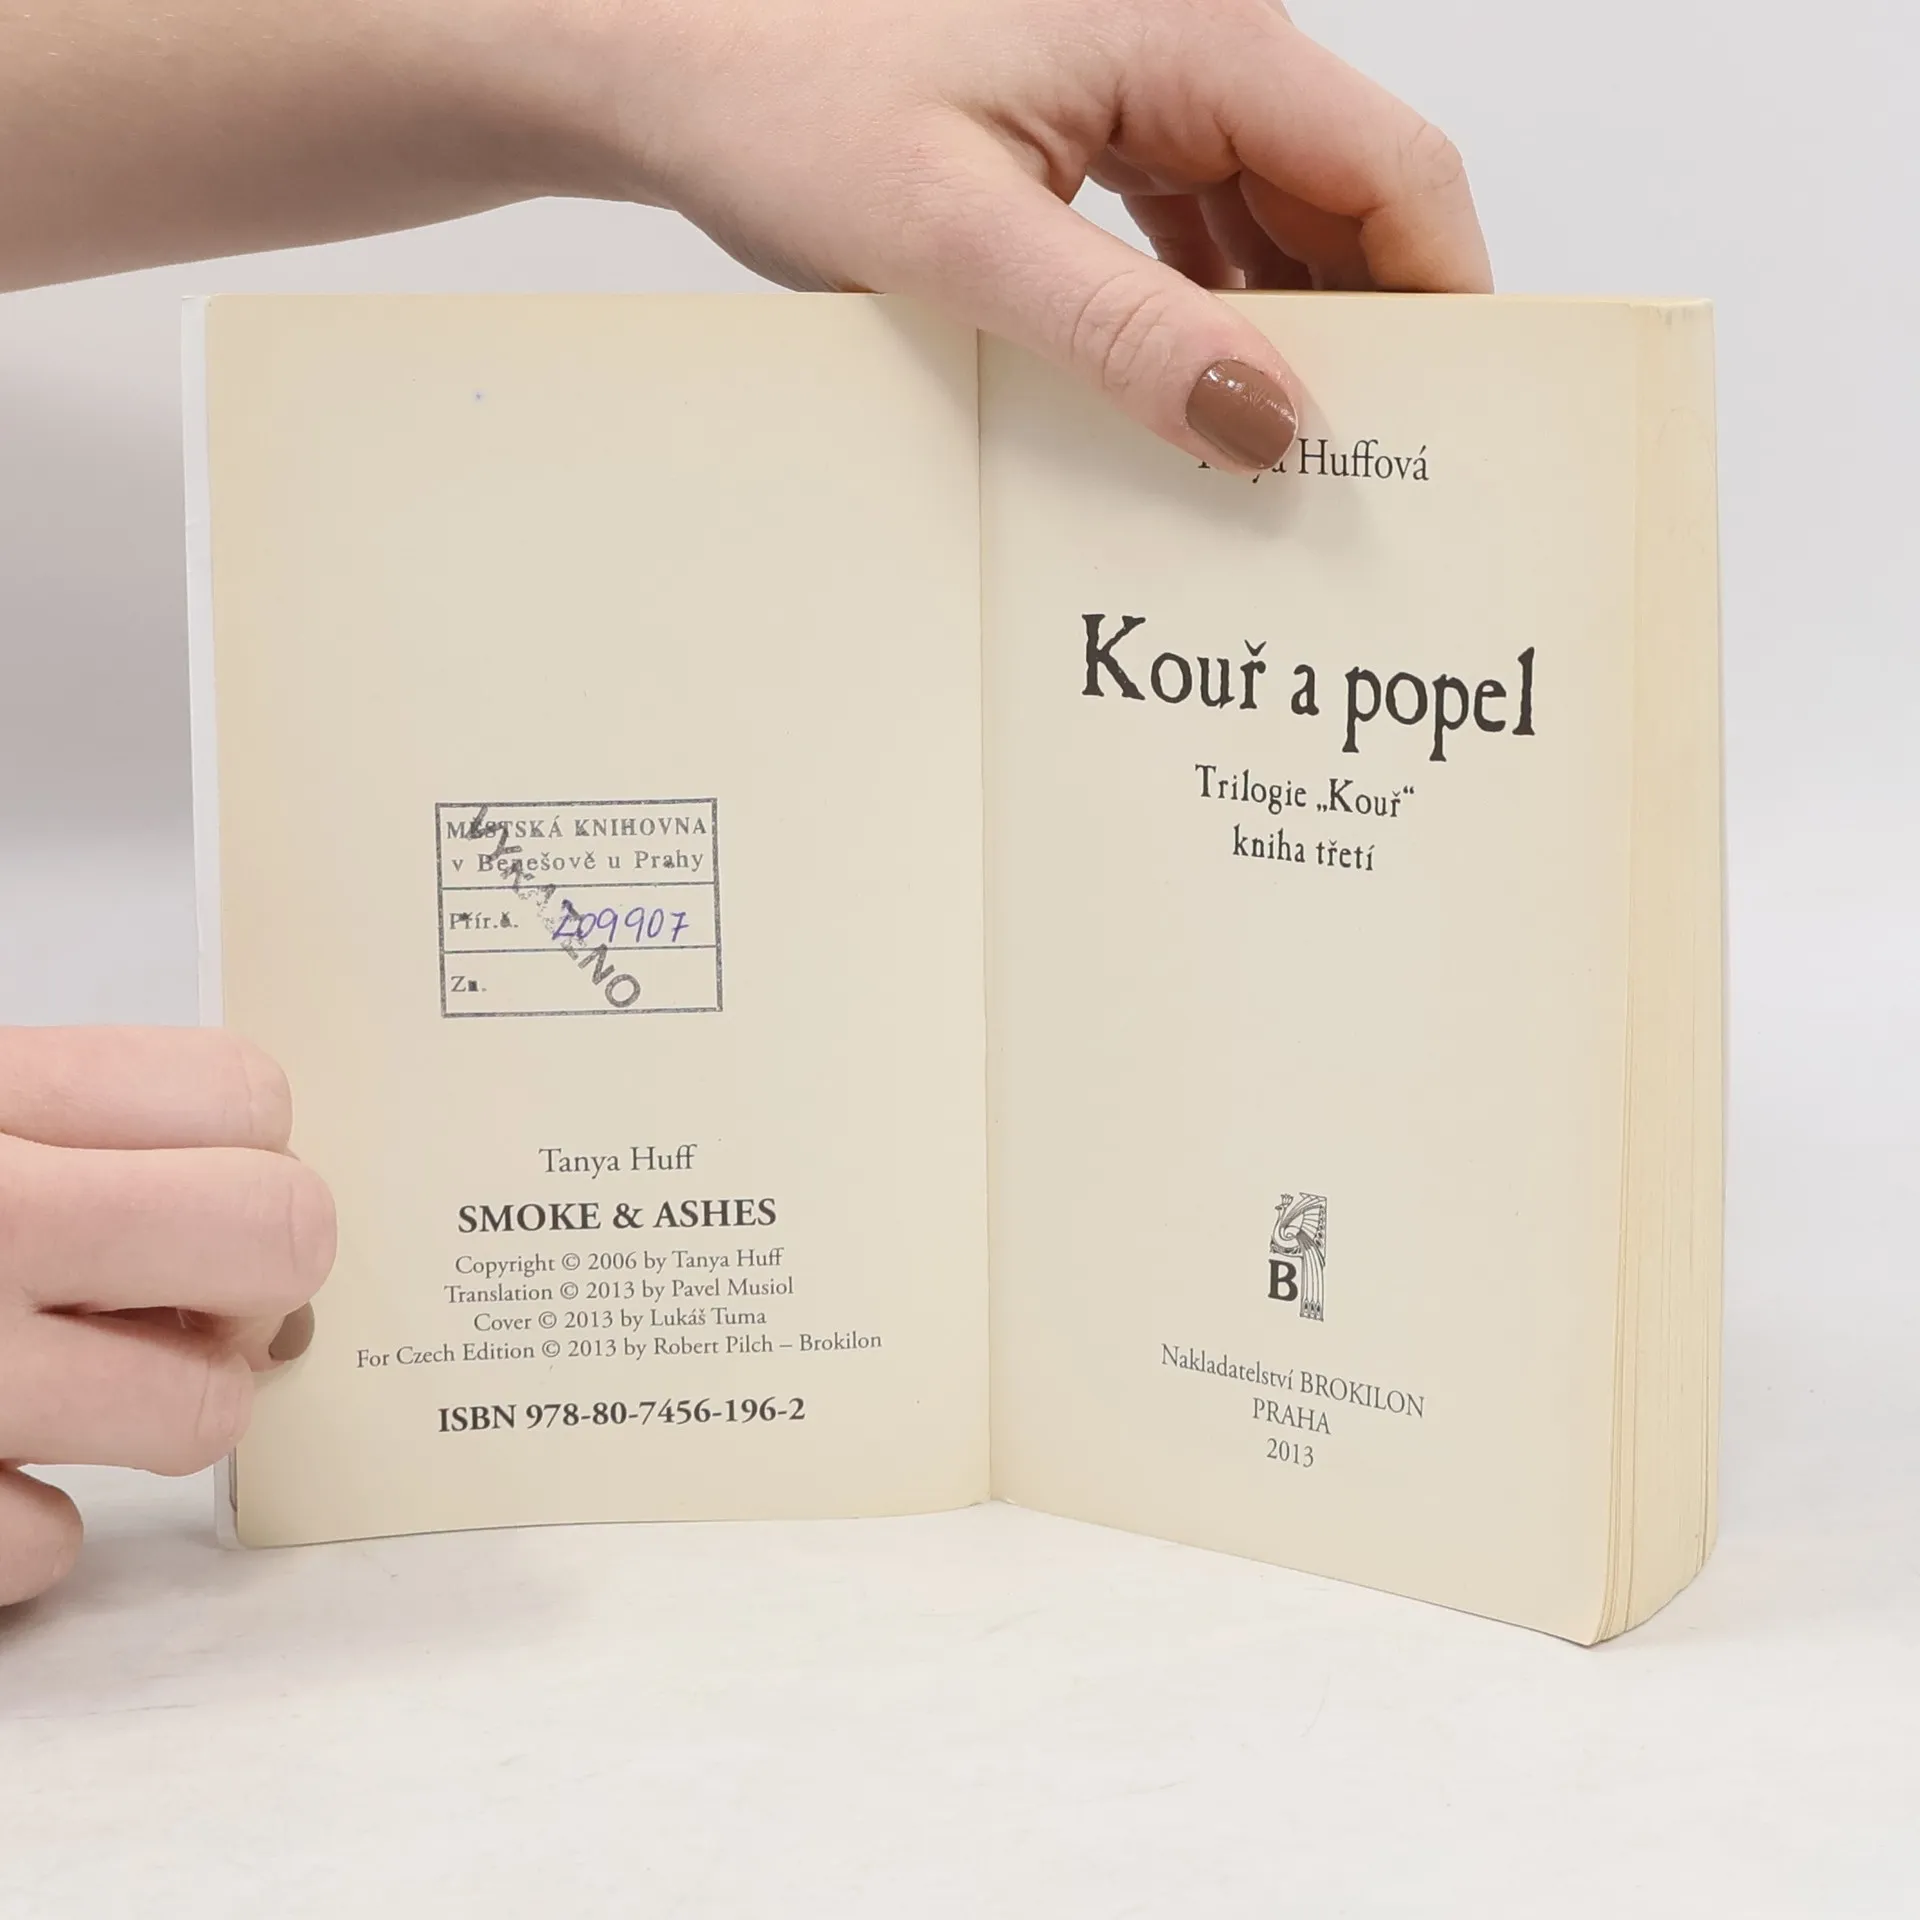 MĚSTSKÁ KNIHOVNA
v Benešově u Prahy
Přír.č. 209907
Zn.
Tanya Huff
SMOKE & ASHES
Copyright © 2006 by Tanya Huff
Translation © 2013 by Pavel Musiol
Cover © 2013 by Lukáš Tuma
For Czech Edition © 2013 by Robert Pilch – Brokilon
ISBN 978-80-7456-196-2
Huffová
Kouř a popel
Trilogie „Kouř“
kniha třetí
B
Nakladatelství BROKILON
PRAHA
2013